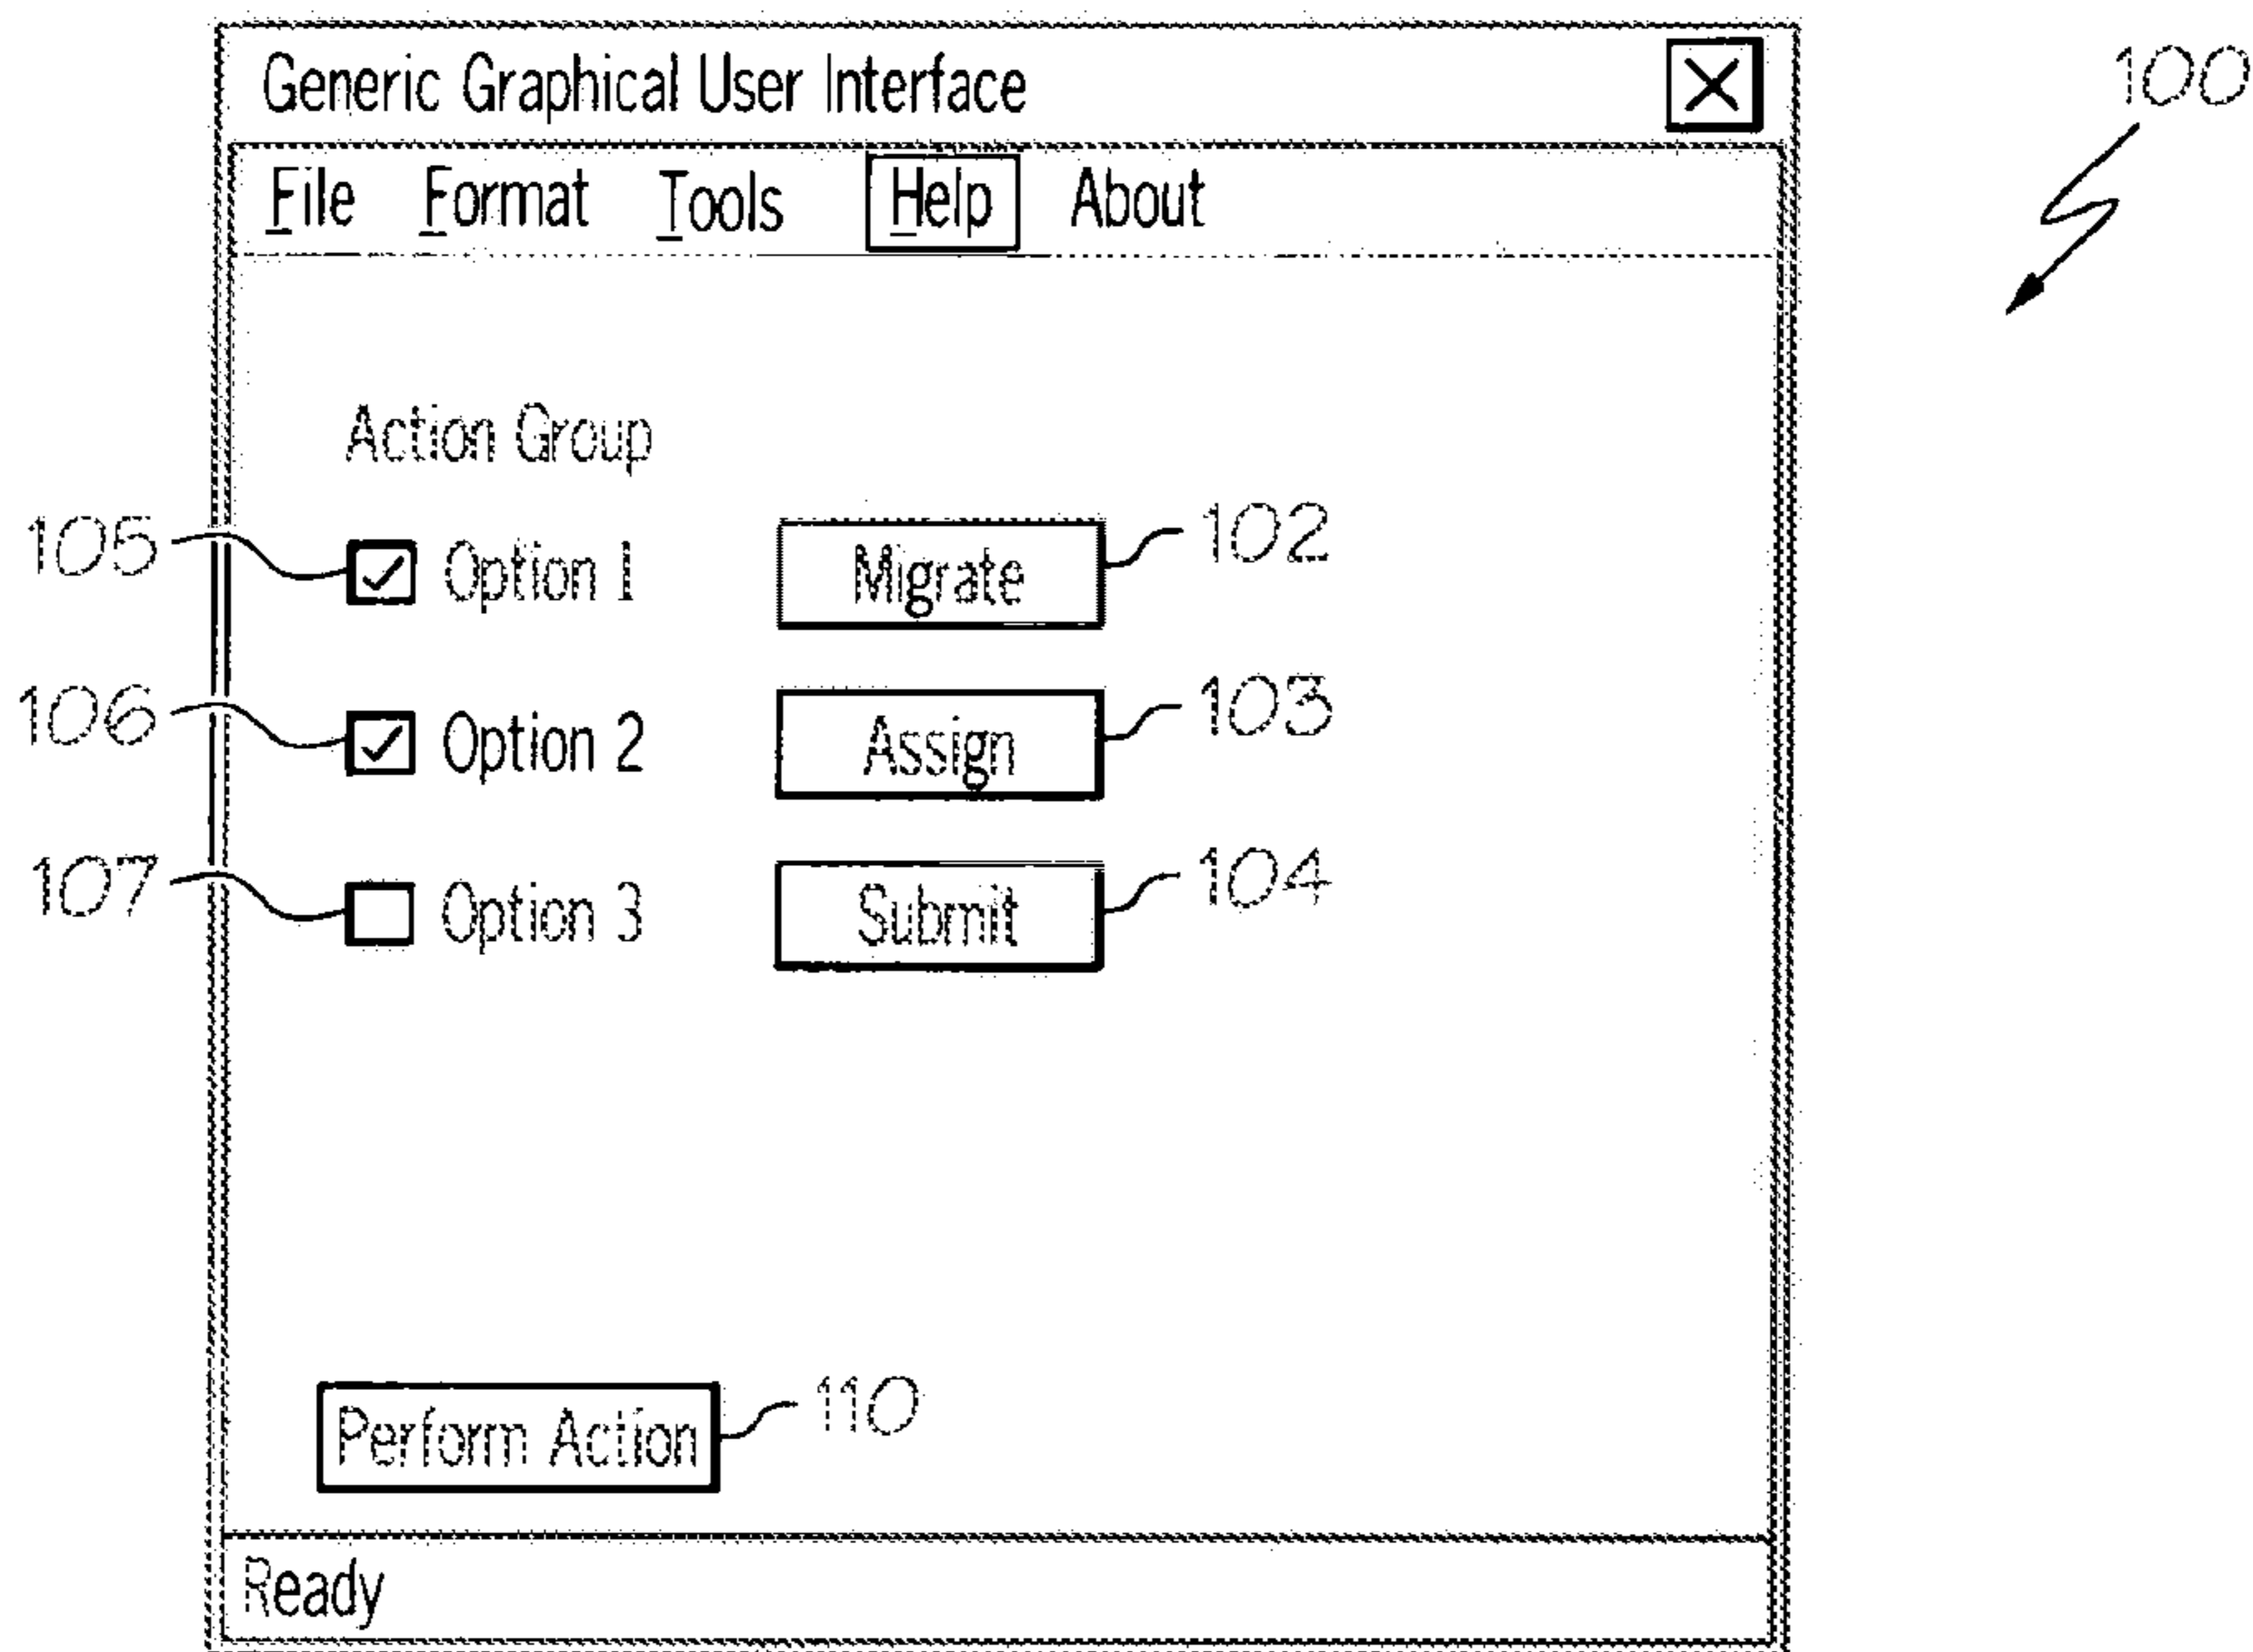 Generic Graphical User Interface
100
File Format Tools Help About
Action Group
105 Option 1 Migrate 102
106 Option 2 Assign 103
107 Option 3 Submit 104
Perform Action 110
Ready